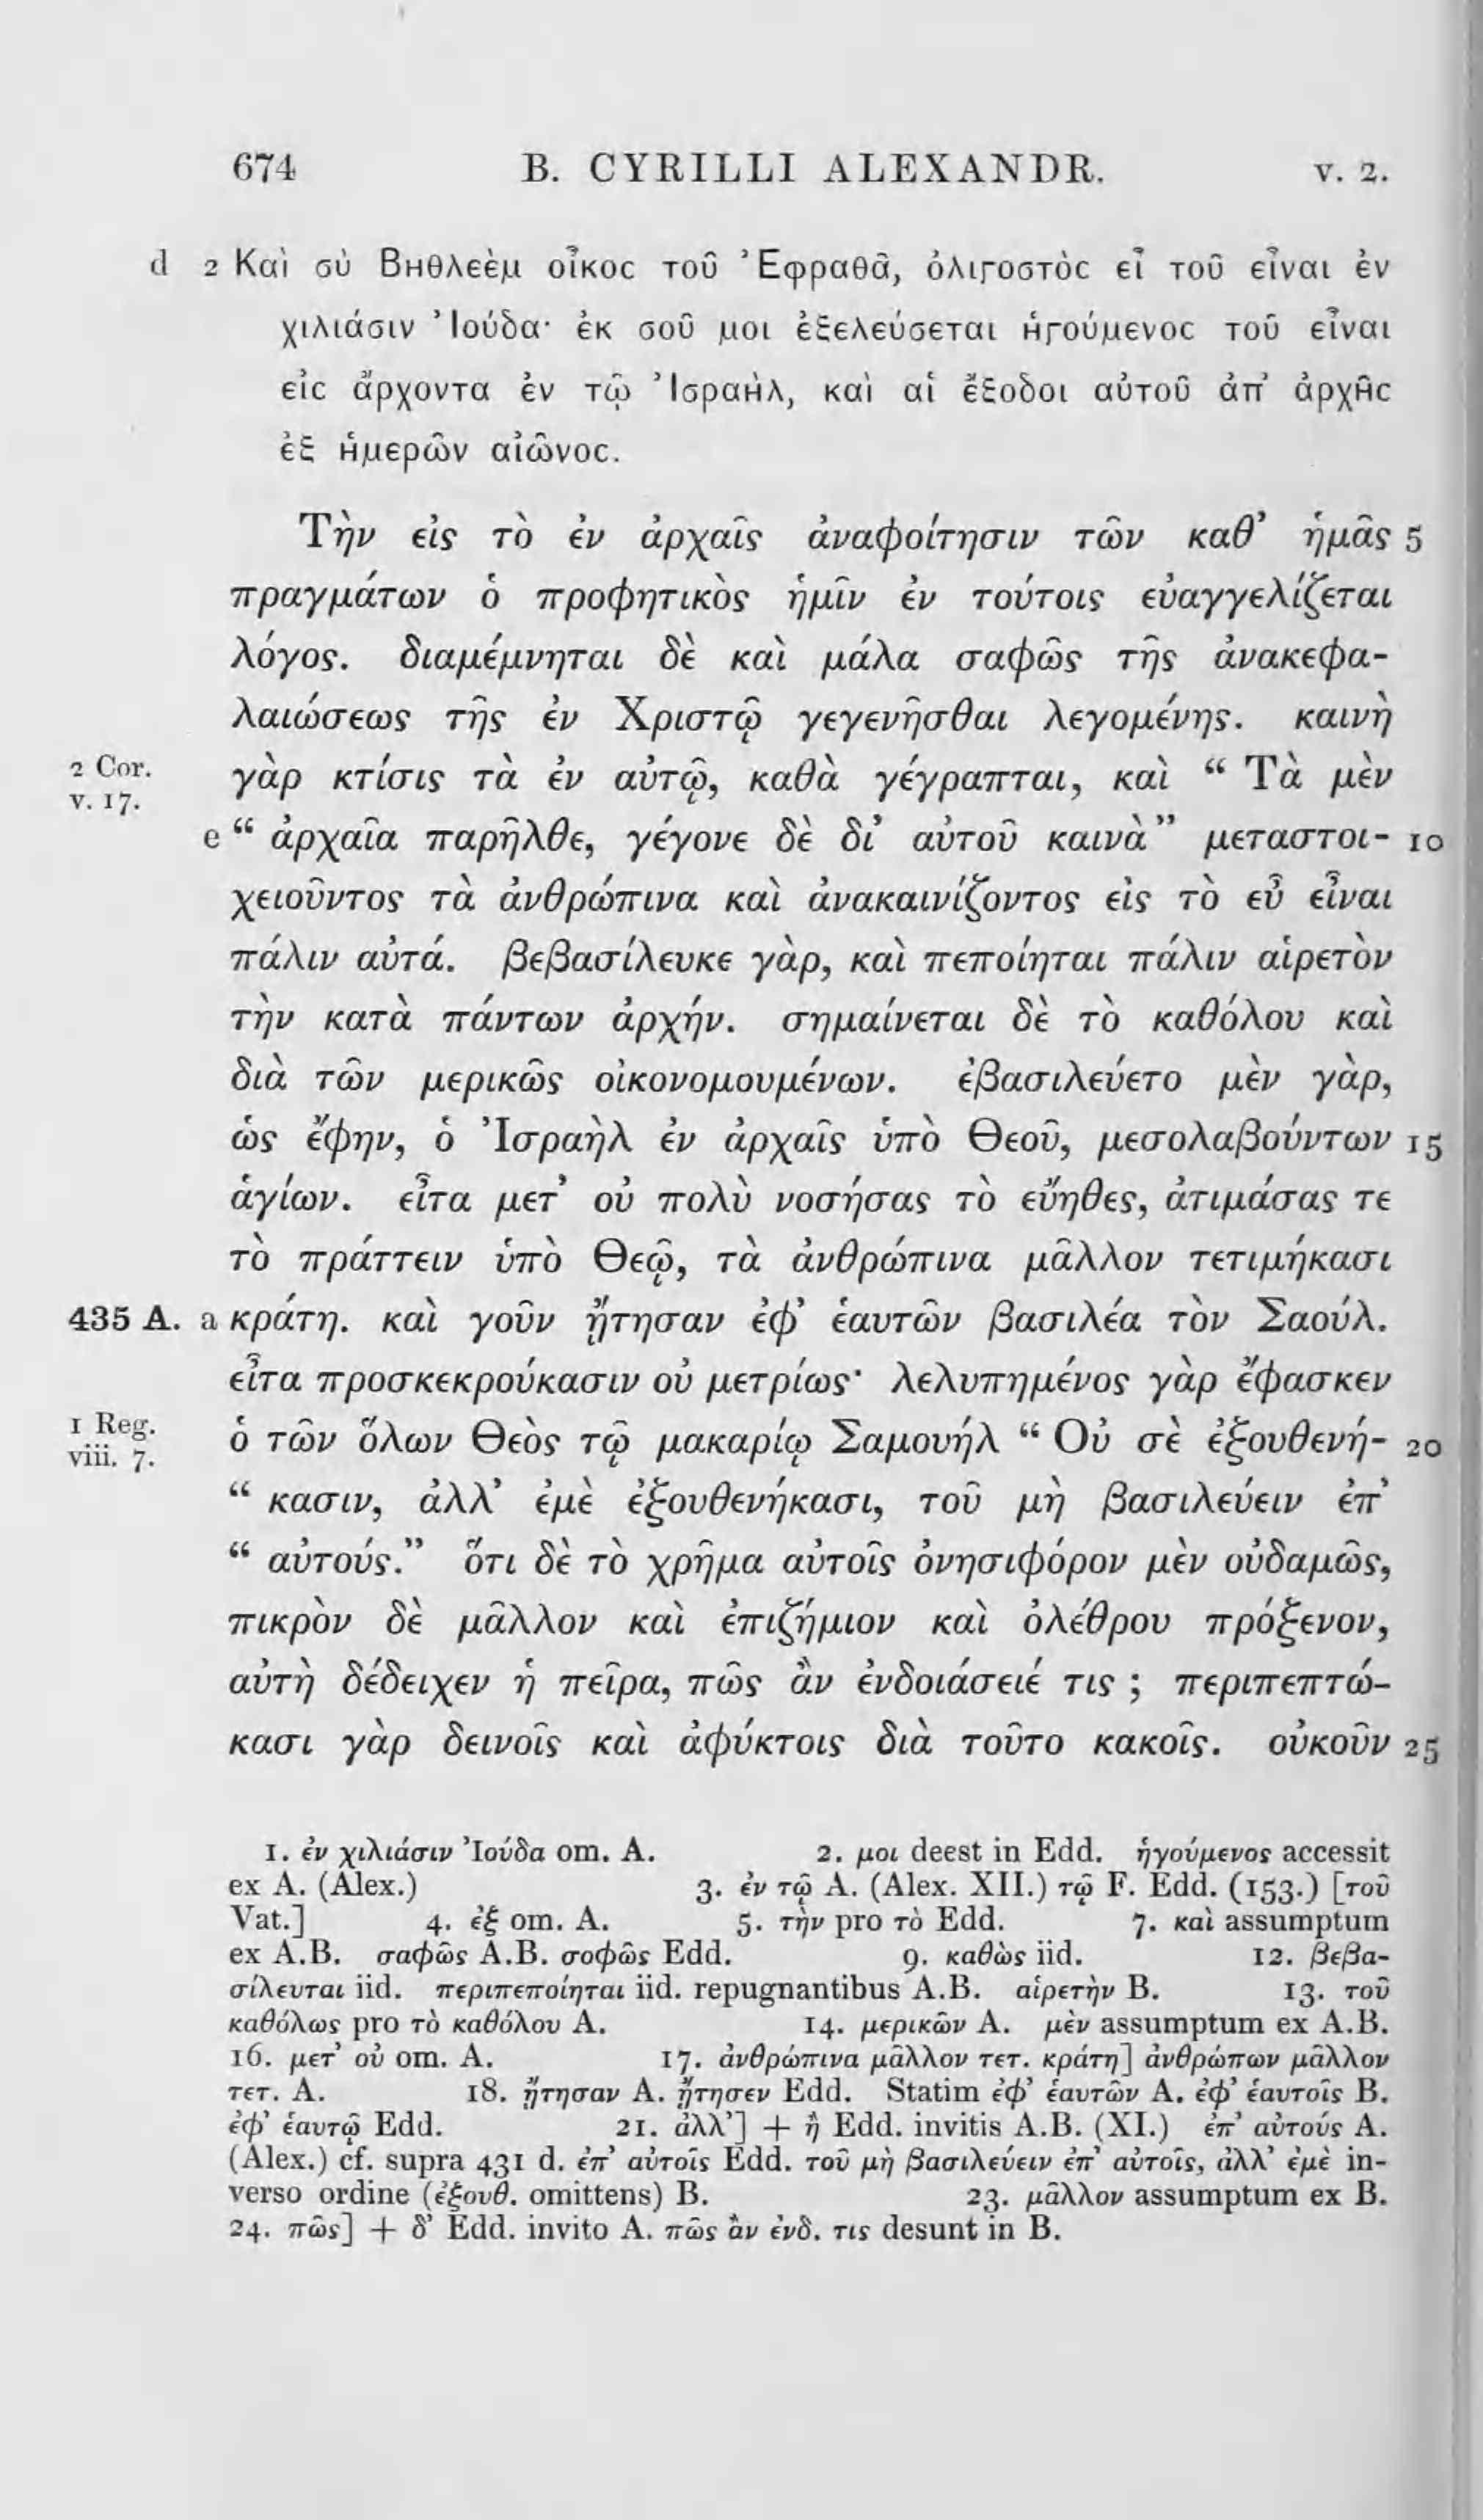 674 B. CYRILLI ALEXANDR. v. 2.
d 2 Καὶ σὺ Βηθλεὲμ οἶκος τοῦ Ἐφραθᾶ, ὀλιγοστὸς εἶ τοῦ εἶναι ἐν
χιλιάσιν Ἰούδα· ἐκ σοῦ μοι ἐξελεύσεται ἡγούμενος τοῦ εἶναι
εἰς ἄρχοντα ἐν τῷ Ἰσραὴλ, καὶ αἱ ἔξοδοι αὐτοῦ ἀπ’ ἀρχῆς
ἐξ ἡμερῶν αἰῶνος.
Τὴν εἰς τὸ ἐν ἀρχαῖς ἀναφοίτησιν τῶν καθ’ ἡμᾶς 5
πραγμάτων ὁ προφητικὸς ἡμῖν ἐν τούτοις εὐαγγελίζεται
λόγος. διαμέμνηται δὲ καὶ μάλα σαφῶς τῆς ἀνακεφα-
λαιώσεως τῆς ἐν Χριστῷ γεγενῆσθαι λεγομένης. καινὴ
2 Cor. v. 17. γὰρ κτίσις τὰ ἐν αὐτῷ, καθὰ γέγραπται, καὶ “ Τὰ μὲν
e “ ἀρχαῖα παρῆλθε, γέγονε δὲ δι’ αὐτοῦ καινὰ” μεταστοι- 10
χειοῦντος τὰ ἀνθρώπινα καὶ ἀνακαινίζοντος εἰς τὸ εὖ εἶναι
πάλιν αὐτά. βεβασίλευκε γὰρ, καὶ πεποίηται πάλιν αἱρετὸν
τὴν κατὰ πάντων ἀρχήν. σημαίνεται δὲ τὸ καθόλου καὶ
διὰ τῶν μερικῶς οἰκονομουμένων. ἐβασιλεύετο μὲν γὰρ,
ὡς ἔφην, ὁ Ἰσραὴλ ἐν ἀρχαῖς ὑπὸ Θεοῦ, μεσολαβούντων 15
ἁγίων. εἶτα μετ’ οὐ πολὺ νοσήσας τὸ εὔηθες, ἀτιμάσας τε
τὸ πράττειν ὑπὸ Θεῷ, τὰ ἀνθρώπινα μᾶλλον τετιμήκασι
435 A. a κράτη. καὶ γοῦν ᾔτησαν ἐφ’ ἑαυτῶν βασιλέα τὸν Σαούλ.
εἶτα προσκεκρούκασιν οὐ μετρίως· λελυπημένος γὰρ ἔφασκεν
1 Reg. viii. 7. ὁ τῶν ὅλων Θεὸς τῷ μακαρίῳ Σαμουήλ “ Οὐ σὲ ἐξουθενή- 20
“ κασιν, ἀλλ’ ἐμὲ ἐξουθενήκασι, τοῦ μὴ βασιλεύειν ἐπ’
“ αὐτούς.” ὅτι δὲ τὸ χρῆμα αὐτοῖς ὀνησιφόρον μὲν οὐδαμῶς,
πικρὸν δὲ μᾶλλον καὶ ἐπιζήμιον καὶ ὀλέθρου πρόξενον,
αὐτὴ δέδειχεν ἡ πεῖρα, πῶς ἂν ἐνδοιάσειέ τις ; περιπεπτώ-
κασι γὰρ δεινοῖς καὶ ἀφύκτοις διὰ τοῦτο κακοῖς. οὐκοῦν 25
1. ἐν χιλιάσιν Ἰούδα om. A. 2. μοι deest in Edd. ἡγούμενος accessit
ex A. (Alex.) 3. ἐν τῷ A. (Alex. XII.) τῷ F. Edd. (153.) [τοῦ
Vat.] 4. ἐξ om. A. 5. τὴν pro τὸ Edd. 7. καὶ assumptum
ex A.B. σαφῶς A.B. σοφῶς Edd. 9. καθὼς iid. 12. βεβα-
σίλευται iid. περιπεποίηται iid. repugnantibus A.B. αἱρετὴν B. 13. τοῦ
καθόλως pro τὸ καθόλου A. 14. μερικῶν A. μὲν assumptum ex A.B.
16. μετ’ οὐ om. A. 17. ἀνθρώπινα μᾶλλον τετ. κράτη] ἀνθρώπων μᾶλλον
τετ. A. 18. ᾔτησαν A. ᾔτησεν Edd. Statim ἐφ’ ἑαυτῶν A. ἐφ’ ἑαυτοῖς B.
ἐφ’ ἑαυτῷ Edd. 21. ἀλλ’] + ἢ Edd. invitis A.B. (XI.) ἐπ’ αὐτούς A.
(Alex.) cf. supra 431 d. ἐπ’ αὐτοῖς Edd. τοῦ μὴ βασιλεύειν ἐπ’ αὐτοῖς, ἀλλ’ ἐμὲ in-
verso ordine (ἐξουθ. omittens) B. 23. μᾶλλον assumptum ex B.
24. πῶς] + δ’ Edd. invito A. πῶς ἂν ἐνδ. τις desunt in B.